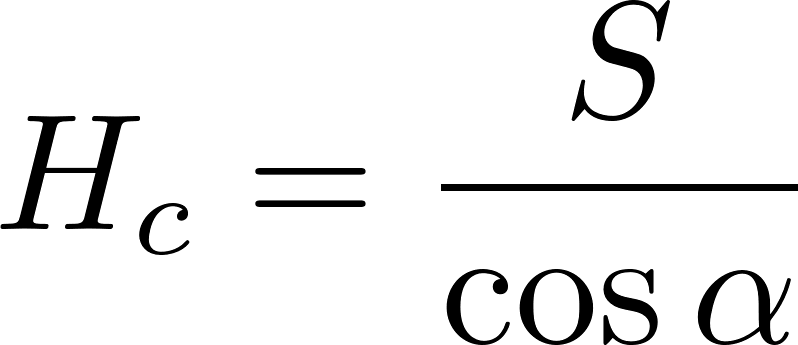 H_c = \frac{S}{\cos \alpha}